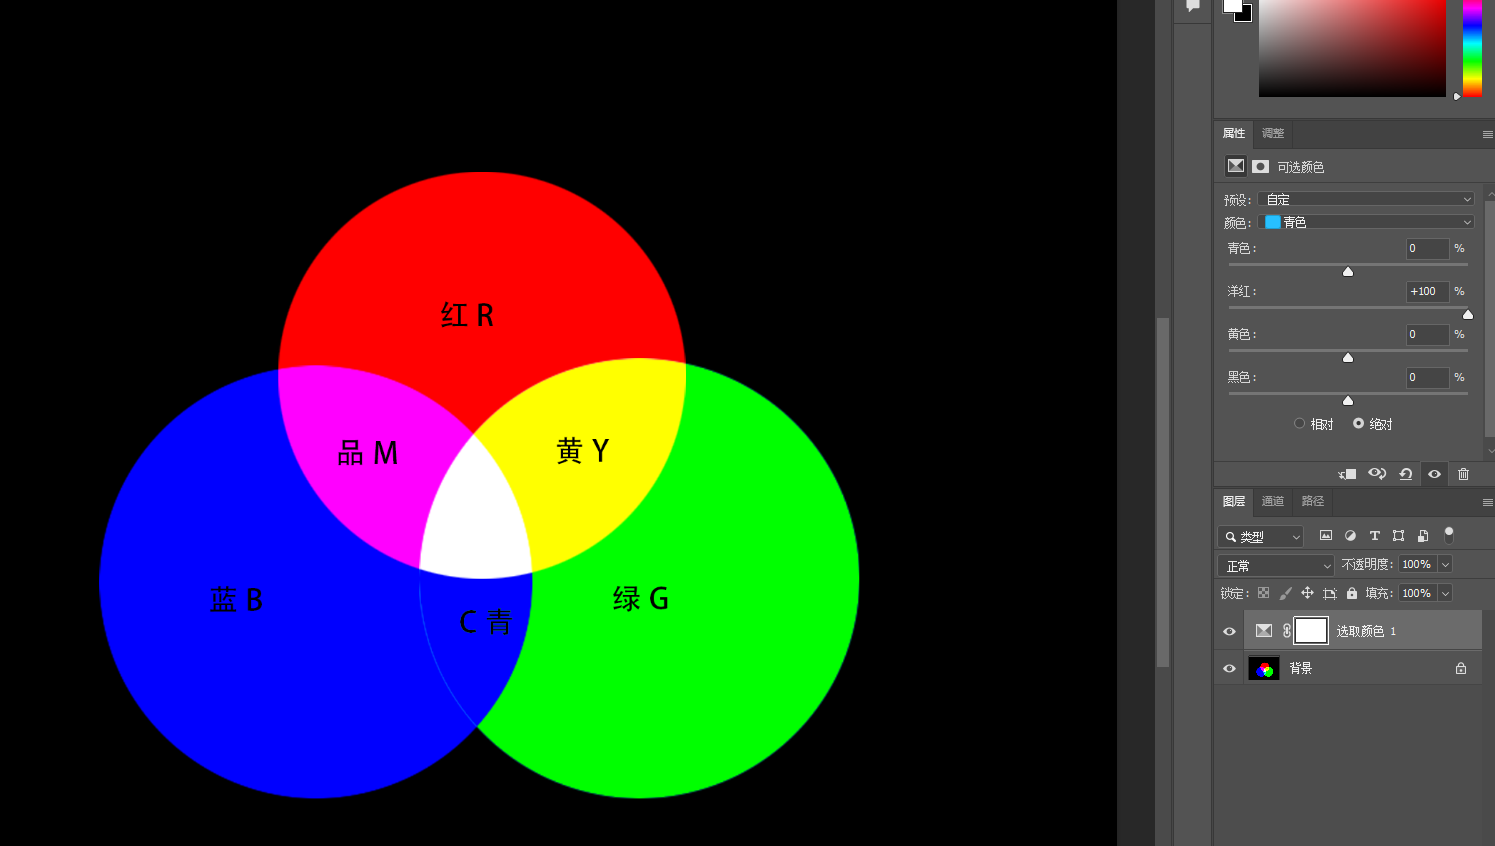 红 R
品 M
黄 Y
蓝 B
C 青
绿 G
属性 调整
可选颜色
预设: 自定
颜色: 青色
青色: 0 %
洋红: +100 %
黄色: 0 %
黑色: 0 %
相对 绝对
图层 通道 路径
类型
正常 不透明度: 100%
锁定: 填充: 100%
选取颜色 1
背景